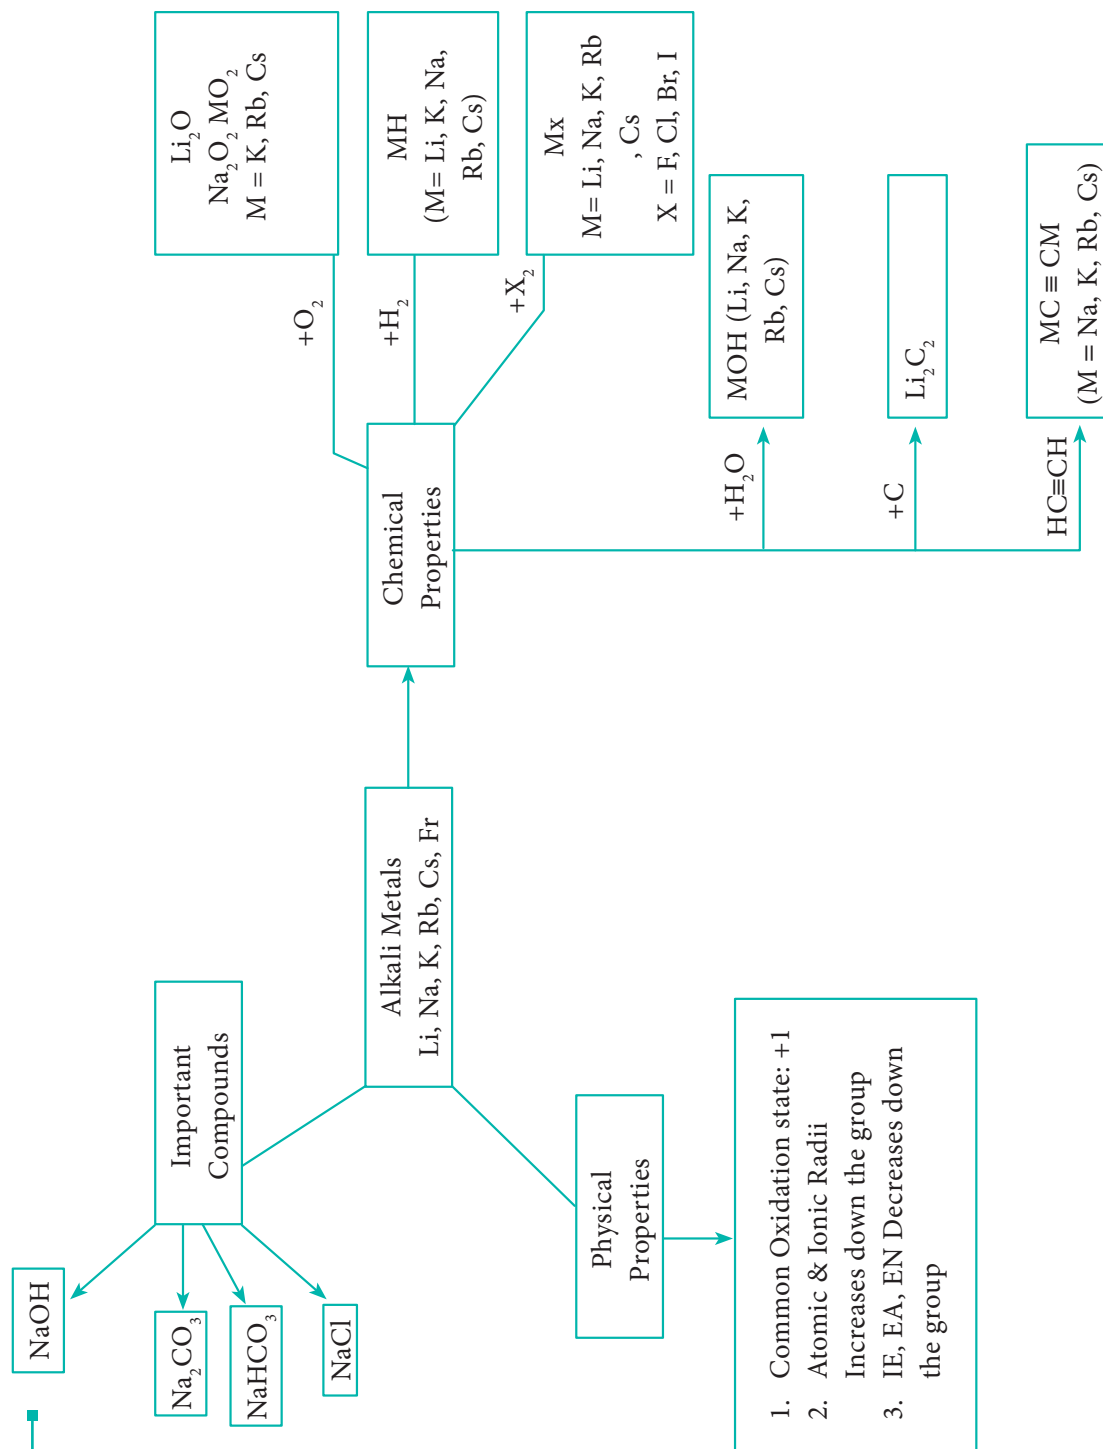 Important
Compounds
NaOH
Na₂CO₃
NaHCO₃
NaCl
Alkali Metals
Li, Na, K, Rb, Cs, Fr
Physical
Properties
1. Common Oxidation state: +1
2. Atomic & Ionic Radii
Increases down the group
3. IE, EA, EN Decreases down
the group
Chemical
Properties
+O₂
Li₂O
Na₂O₂ MO₂
M = K, Rb, Cs
+H₂
MH
(M= Li, K, Na,
Rb, Cs)
+X₂
Mx
M= Li, Na, K, Rb
, Cs
X = F, Cl, Br, I
+H₂O
MOH (Li, Na, K,
Rb, Cs)
+C
Li₂C₂
HC≡CH
MC ≡ CM
(M = Na, K, Rb, Cs)